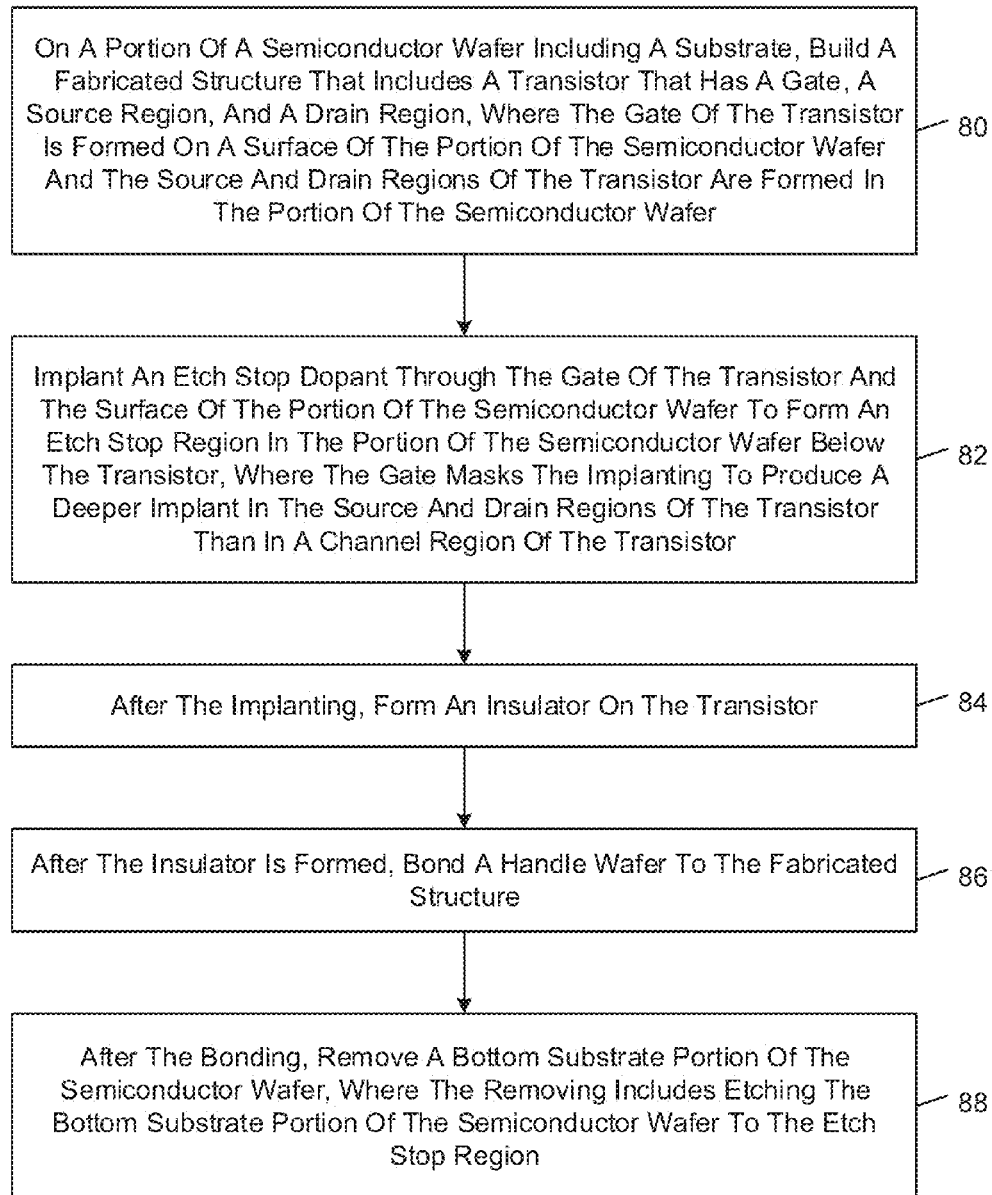 On A Portion Of A Semiconductor Wafer Including A Substrate, Build A
Fabricated Structure That Includes A Transistor That Has A Gate, A
Source Region, And A Drain Region, Where The Gate Of The Transistor
Is Formed On A Surface Of The Portion Of The Semiconductor Wafer
And The Source And Drain Regions Of The Transistor Are Formed In
The Portion Of The Semiconductor Wafer
80
Implant An Etch Stop Dopant Through The Gate Of The Transistor And
The Surface Of The Portion Of The Semiconductor Wafer To Form An
Etch Stop Region In The Portion Of The Semiconductor Wafer Below
The Transistor, Where The Gate Masks The Implanting To Produce A
Deeper Implant In The Source And Drain Regions Of The Transistor
Than In A Channel Region Of The Transistor
82
After The Implanting, Form An Insulator On The Transistor
84
After The Insulator Is Formed, Bond A Handle Wafer To The Fabricated
Structure
86
After The Bonding, Remove A Bottom Substrate Portion Of The
Semiconductor Wafer, Where The Removing Includes Etching The
Bottom Substrate Portion Of The Semiconductor Wafer To The Etch
Stop Region
88